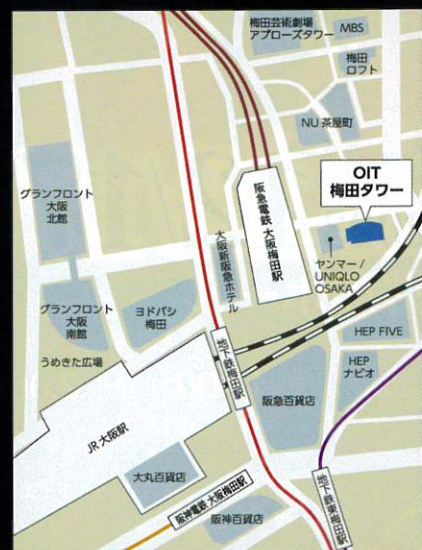 梅田芸術劇場
アプローズタワー
MBS
梅田
ロフト
NU 茶屋町
OIT
梅田タワー
グランフロント
大阪
北館
阪急電鉄 大阪梅田駅
大阪新阪急ホテル
ヤンマー /
UNIQLO
OSAKA
グランフロント
大阪
南館
ヨドバシ
梅田
HEP FIVE
うめきた広場
地下鉄梅田駅
HEP
ナビオ
阪急百貨店
JR 大阪駅
大丸百貨店
阪神電鉄 大阪梅田駅
地下鉄東梅田駅
阪神百貨店